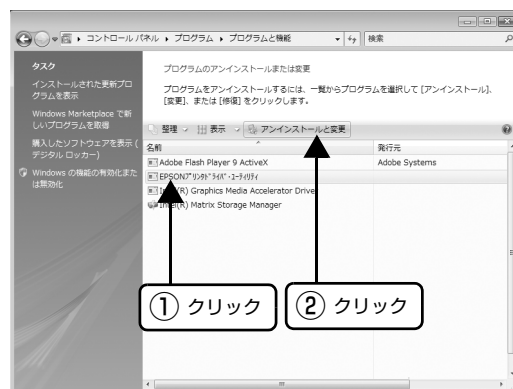 コントロール パネル ▸ プログラム ▸ プログラムと機能
検索
タスク
インストールされた更新プロ
グラムを表示
Windows Marketplace で新
しいプログラムを取得
購入したソフトウェアを表示 (
デジタル ロッカー)
Windows の機能の有効化また
は無効化
プログラムのアンインストールまたは変更
プログラムをアンインストールするには、一覧からプログラムを選択して [アンインストール]、
[変更]、または [修復] をクリックします。
整理 表示 アンインストールと変更
名前 発行元
Adobe Flash Player 9 ActiveX Adobe Systems
EPSONプリンタドライバ・ユーティリティ
Intel(R) Graphics Media Accelerator Drive
Intel(R) Matrix Storage Manager
① クリック
② クリック